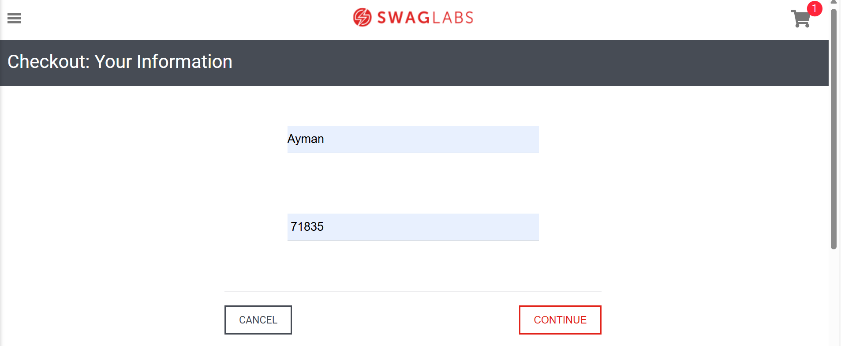 SWAGLABS
1
Checkout: Your Information
Ayman
71835
CANCEL
CONTINUE